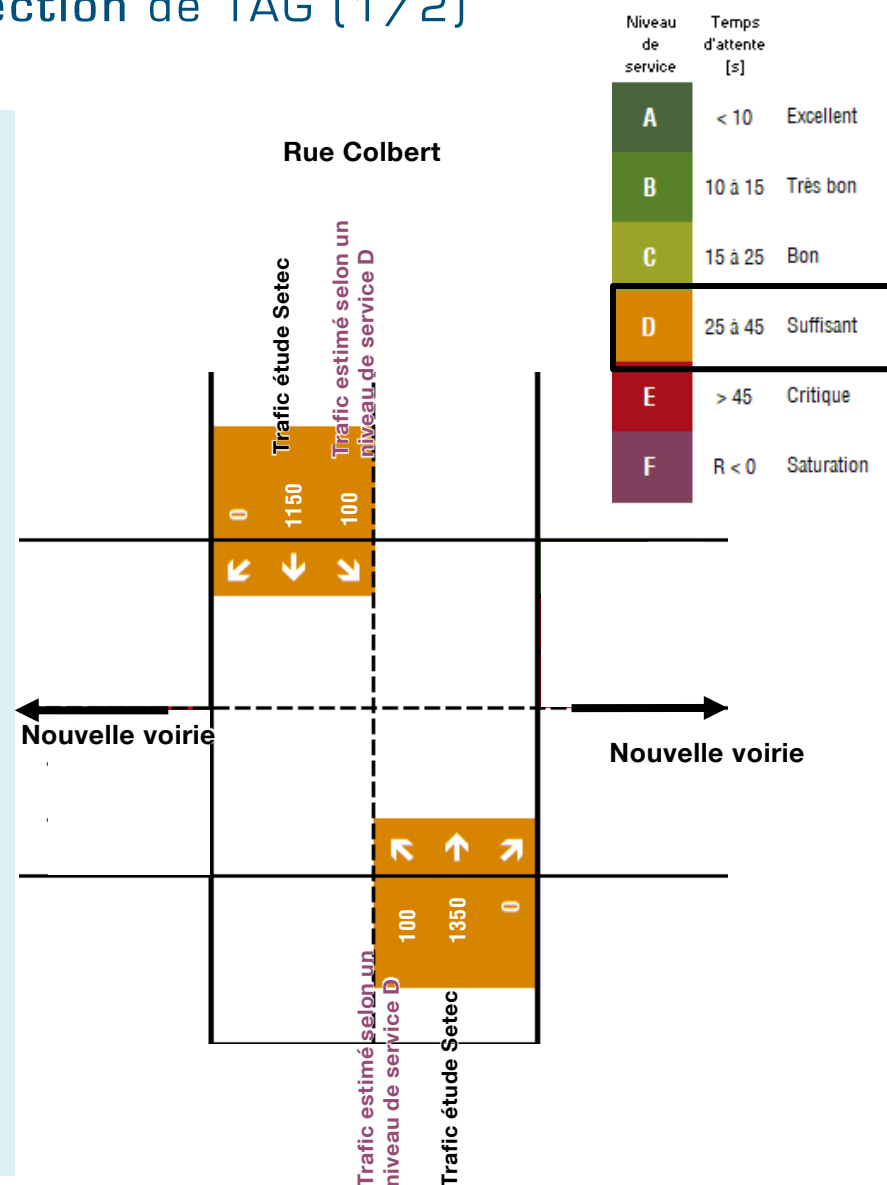 ection de TAG (1/2)
Niveau
de
service
Temps
d'attente
[s]
A < 10 Excellent
B 10 à 15 Très bon
C 15 à 25 Bon
D 25 à 45 Suffisant
E > 45 Critique
F R < 0 Saturation
Rue Colbert
Trafic étude Setec
Trafic estimé selon un
niveau de service D
0 1150 100
Nouvelle voirie
Nouvelle voirie
100 1350 0
Trafic estimé selon un
niveau de service D
Trafic étude Setec